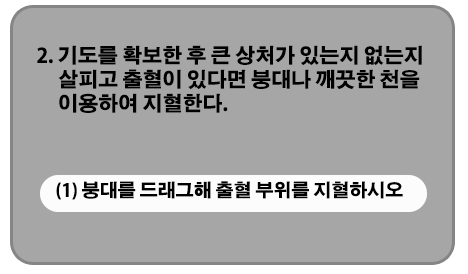 2. 기도를 확보한 후 큰 상처가 있는지 없는지
살피고 출혈이 있다면 붕대나 깨끗한 천을
이용하여 지혈한다.
(1) 붕대를 드래그해 출혈 부위를 지혈하시오